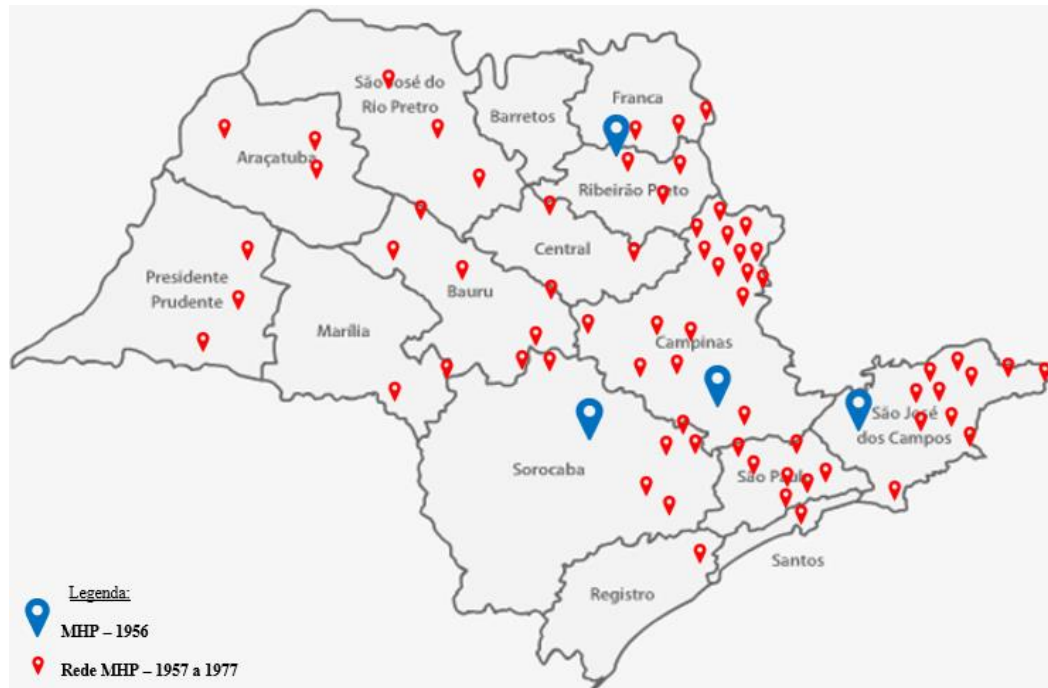 São José do
Rio Pretro
Barretos
Franca
Araçatuba
Ribeirão Preto
Central
Presidente
Prudente
Bauru
Marília
Campinas
São José
dos Campos
Sorocaba
São Paulo
Santos
Registro
Legenda:
MHP – 1956
Rede MHP – 1957 a 1977